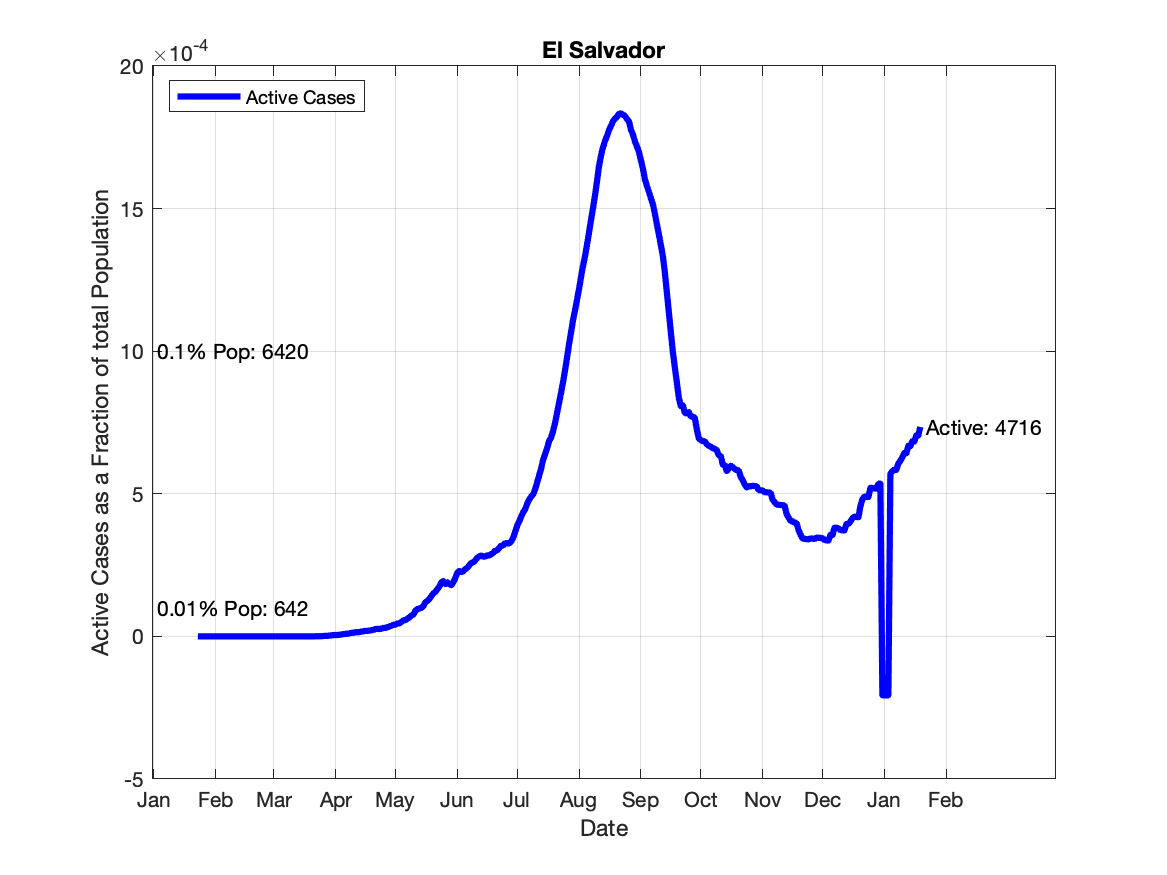 El Salvador
×10-4
20
15
10
5
0
-5
Active Cases
0.1% Pop: 6420
0.01% Pop: 642
Active: 4716
Active Cases as a Fraction of total Population
Jan Feb Mar Apr May Jun Jul Aug Sep Oct Nov Dec Jan Feb
Date